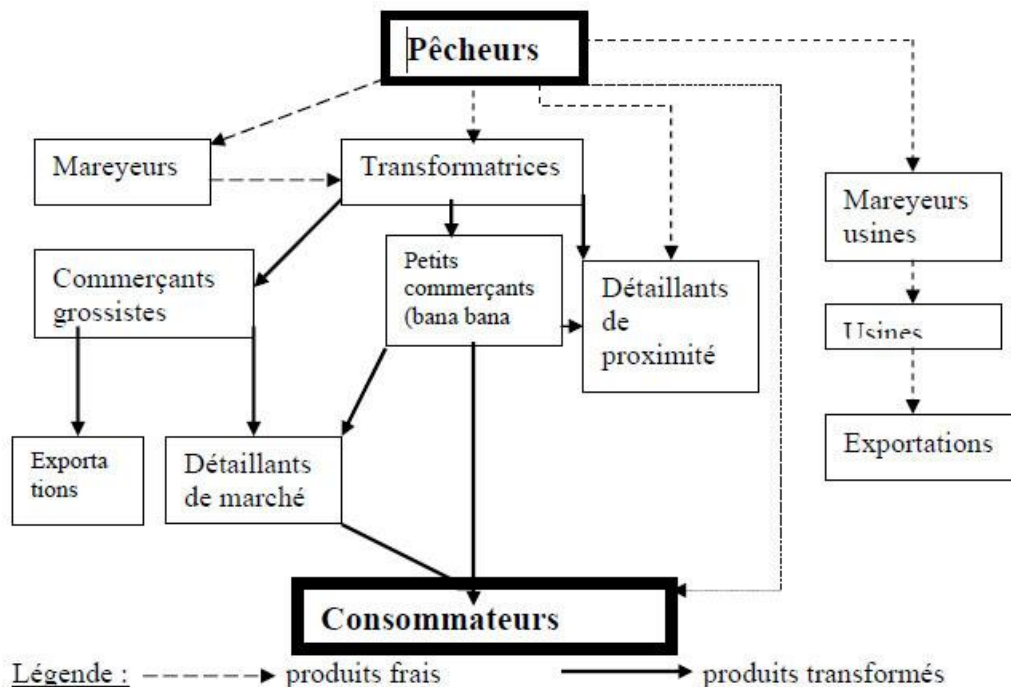 Pêcheurs
Mareyeurs
Transformatrices
Mareyeurs
usines
Commerçants
grossistes
Petits
commerçants
(bana bana
Détaillants
de
proximité
Usines
Exporta
tions
Détaillants
de marché
Exportations
Consommateurs
Légende : produits frais produits transformés